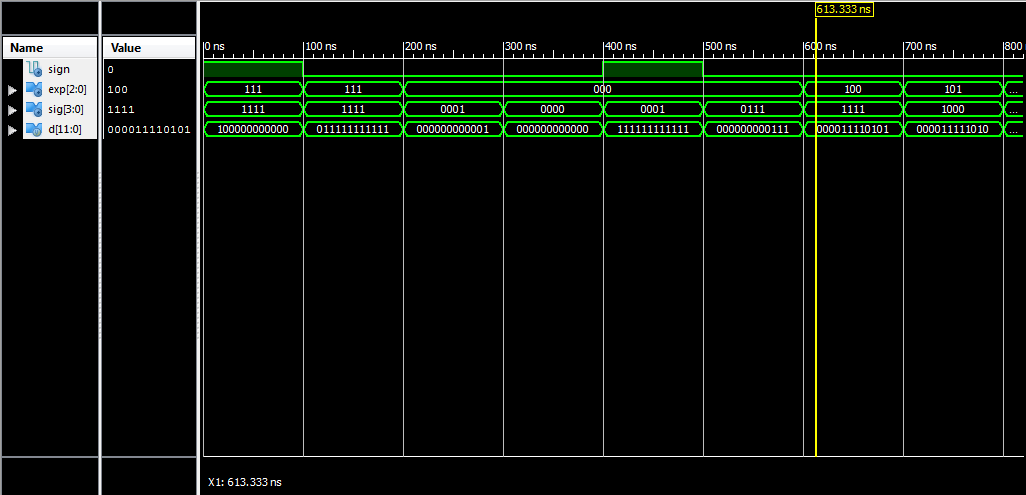 613.333 ns
Name Value 0 ns 100 ns 200 ns 300 ns 400 ns 500 ns 600 ns 700 ns 800
sign 0
exp[2:0] 100 111 111 000 100 101 ...
sig[3:0] 1111 1111 1111 0001 0000 0001 0111 1111 1000 ...
d[11:0] 000011110101 100000000000 011111111111 000000000001 000000000000 111111111111 000000000111 000011110101 000011111010 ...
X1: 613.333 ns